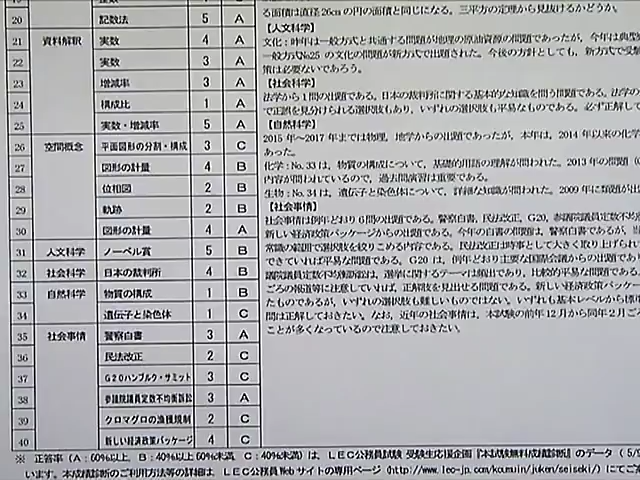 20 記数法 5 A
21 資料解釈 実数 4 A
22 実数 3 A
23 増減率 3 A
24 構成比 1 A
25 実数・増減率 5 A
26 空間概念 平面図形の分割・構成 3 C
27 図形の計量 4 B
28 位相図 2 B
29 軌跡 2 B
30 図形の計量 4 A
31 人文科学 ノーベル賞 5 B
32 社会科学 日本の裁判所 4 B
33 自然科学 物質の構成 1 B
34 遺伝子と染色体 1 C
35 社会事情 警察白書 3 A
36 民法改正 2 C
37 G20ハンブルク・サミット 3 C
38 参議院議員定数不均衡訴訟 3 A
39 クロマグロの漁獲規制 2 C
40 新しい経済政策パッケージ 4 C
る面積は直径26cmの円の面積と同じになる。三平方の定理から見抜けるかどうか。
【人文科学】
文化:昨年は一般方式と共通する問題が地理の原油資源の問題であったが、今年は典型
一般方式No.25 の文化の問題が新方式で出題された。今後の方針としても、新方式で受験
策は必要ないであろう。
【社会科学】
法学から1問の出題である。日本の裁判所に関する基本的な知識を問う問題である。法学の
で正誤を見分けられる選択肢もあり、いずれの選択肢も平易なものである。必ず正解して
【自然科学】
2015 年～2017 年までは物理、地学からの出題であったが、本年は、2014 年以来の化学
あった。
化学:No.33 は、物質の構成について、基礎的用語の理解が問われた。2013 年の問題
内容が問われているので、過去問演習は重要である。
生物:No.34 は、遺伝子と染色体について、詳細な知識が問われた。2009 年に類題が出
【社会事情】
社会事情は例年どおり6問の出題である。警察白書、民法改正、G20、参議院議員定数不均
新しい経済政策パッケージからの出題である。今年の白書の問題は、警察白書であるが、
常識の範囲で選択肢を絞りこめる内容である。民法改正は時事として大きく取り上げられ
できていれば平易な問題である。G20 は、例年どおり主要な国際会議からの出題である
議院議員定数不均衡訴訟は、選挙に関するテーマは頻出であり、比較的平易な問題である。
ごろの報道等に注意していれば、正解肢を見出せる問題である。新しい経済政策パッケー
たものであるが、いずれの選択肢も難しいものではない。いずれも基本レベルから標準
問は正解しておきたい。なお、近年の社会事情は、本試験の前年12月から同年2月ご
ことが多くなっているので注意しておきたい。
※ 正答率(A:60%以上、B:40%以上60%未満 C:40%未満)は、LEC公務員試験 受験生応援企画『本試験無料成績診断』のデータ(5/
います。本成績診断のご利用方法等の詳細は、LEC公務員Webサイトの専用ページ(http://www.lec-jp.com/koumuin/juken/seiseki/)にてご